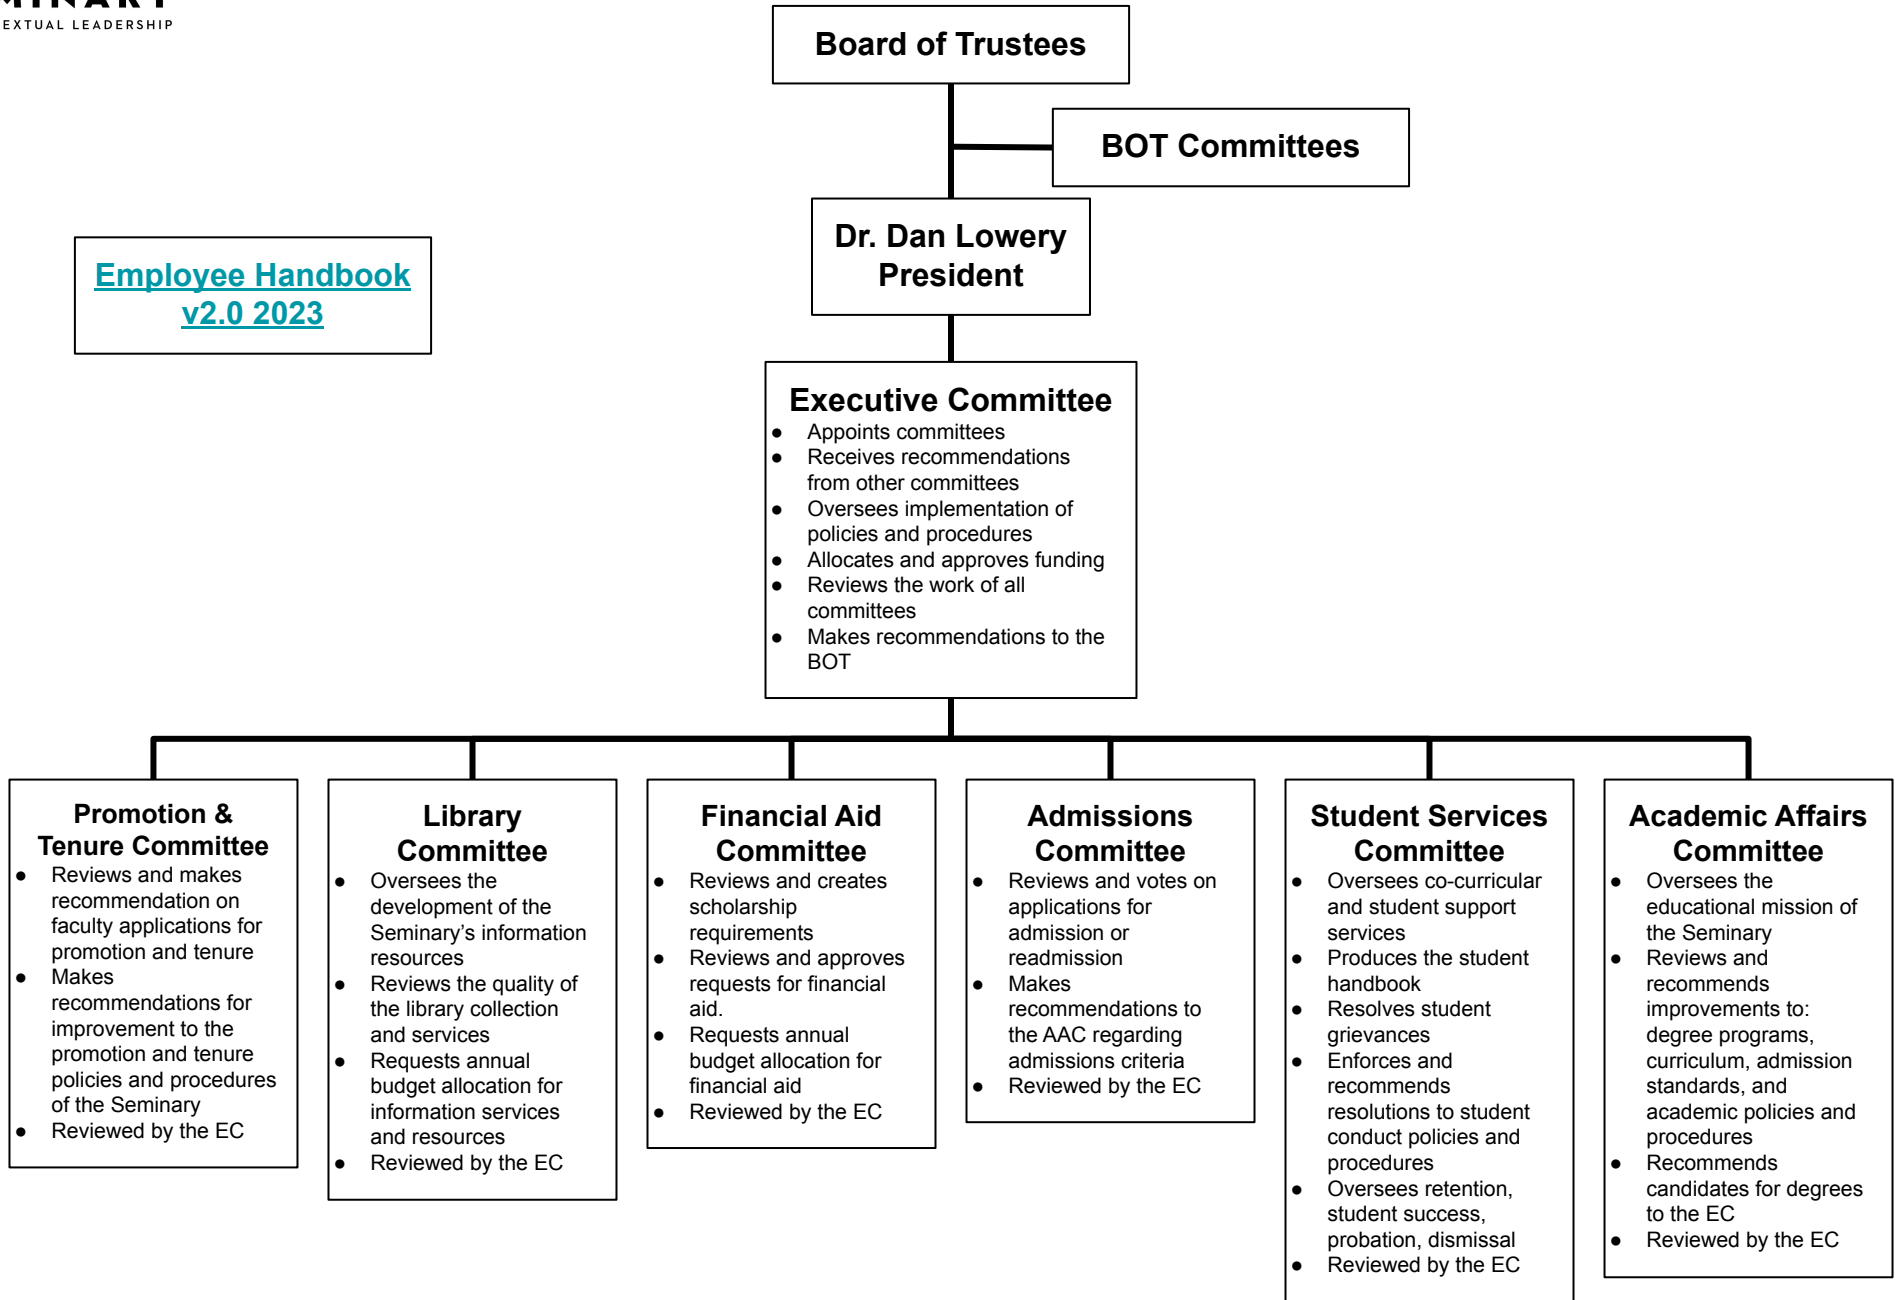 EXTUAL LEADERSHIP
Board of Trustees
BOT Committees
Dr. Dan Lowery
President
Employee Handbook
v2.0 2023
Executive Committee
● Appoints committees
● Receives recommendations
from other committees
● Oversees implementation of
policies and procedures
● Allocates and approves funding
● Reviews the work of all
committees
● Makes recommendations to the
BOT
Promotion &
Tenure Committee
● Reviews and makes
recommendation on
faculty applications for
promotion and tenure
● Makes
recommendations for
improvement to the
promotion and tenure
policies and procedures
of the Seminary
● Reviewed by the EC
Library
Committee
● Oversees the
development of the
Seminary’s information
resources
● Reviews the quality of
the library collection
and services
● Requests annual
budget allocation for
information services
and resources
● Reviewed by the EC
Financial Aid
Committee
● Reviews and creates
scholarship
requirements
● Reviews and approves
requests for financial
aid.
● Requests annual
budget allocation for
financial aid
● Reviewed by the EC
Admissions
Committee
● Reviews and votes on
applications for
admission or
readmission
● Makes
recommendations to
the AAC regarding
admissions criteria
● Reviewed by the EC
Student Services
Committee
● Oversees co-curricular
and student support
services
● Produces the student
handbook
● Resolves student
grievances
● Enforces and
recommends
resolutions to student
conduct policies and
procedures
● Oversees retention,
student success,
probation, dismissal
● Reviewed by the EC
Academic Affairs
Committee
● Oversees the
educational mission of
the Seminary
● Reviews and
recommends
improvements to:
degree programs,
curriculum, admission
standards, and
academic policies and
procedures
● Recommends
candidates for degrees
to the EC
● Reviewed by the EC